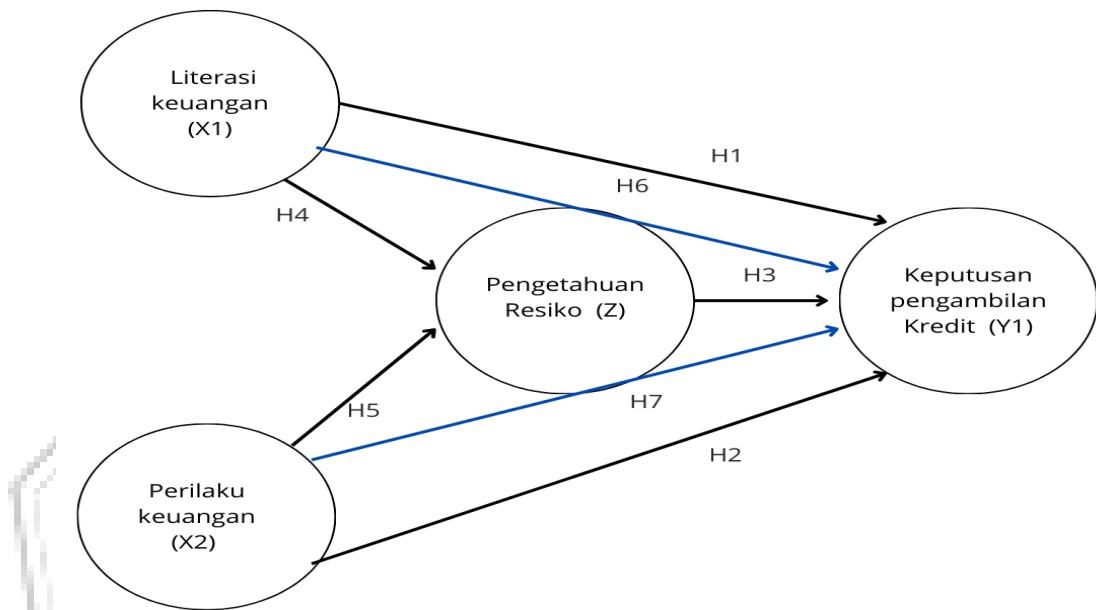 Literasi
keuangan
(X1)
H1
H6
H4
Pengetahuan
Resiko (Z)
H3
Keputusan
pengambilan
Kredit (Y1)
H5
H7
H2
Perilaku
keuangan
(X2)